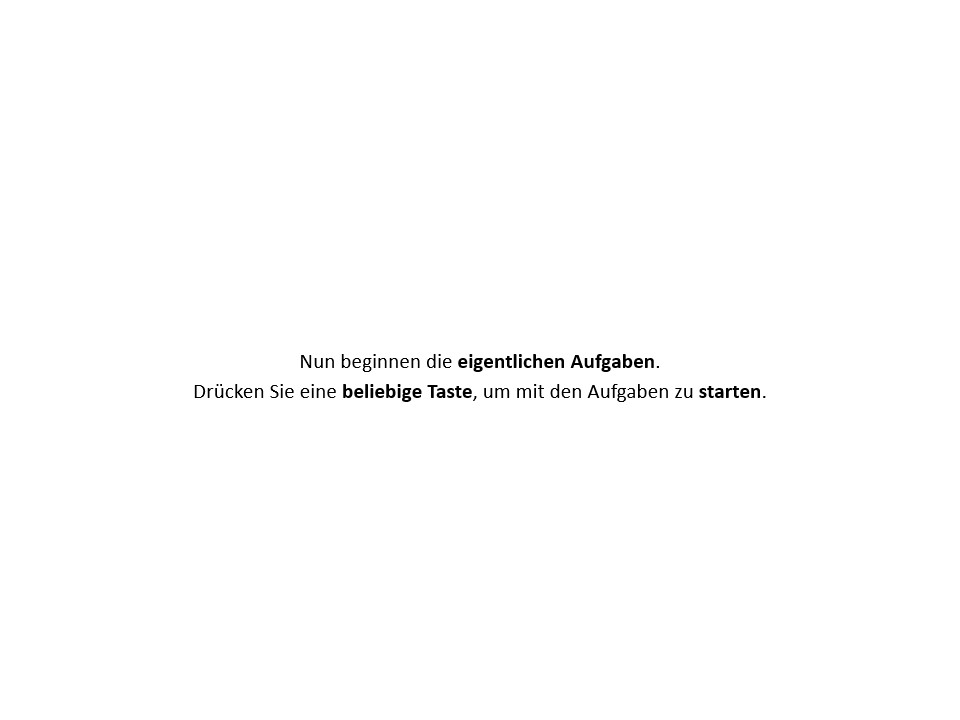 Nun beginnen die eigentlichen Aufgaben.
Drücken Sie eine beliebige Taste, um mit den Aufgaben zu starten.